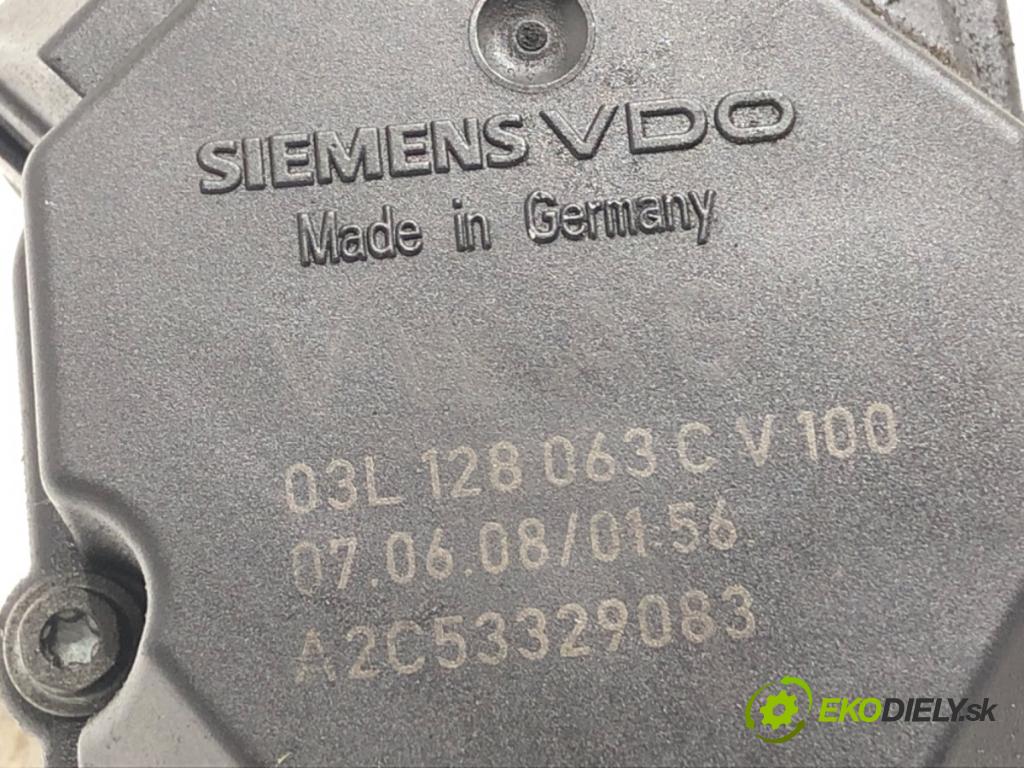 SIEMENS VDO
Made in Germany
03L 128 063 C V 100
07.06.08/01:56
A2C53329083
EKODIELY.sk